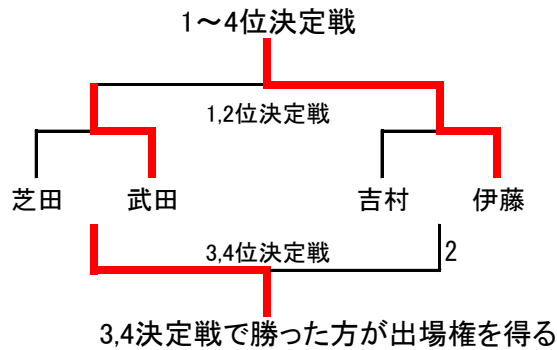 1～4位決定戦
1,2位決定戦
芝田 武田 吉村 伊藤
3,4位決定戦 2
3,4決定戦で勝った方が出場権を得る